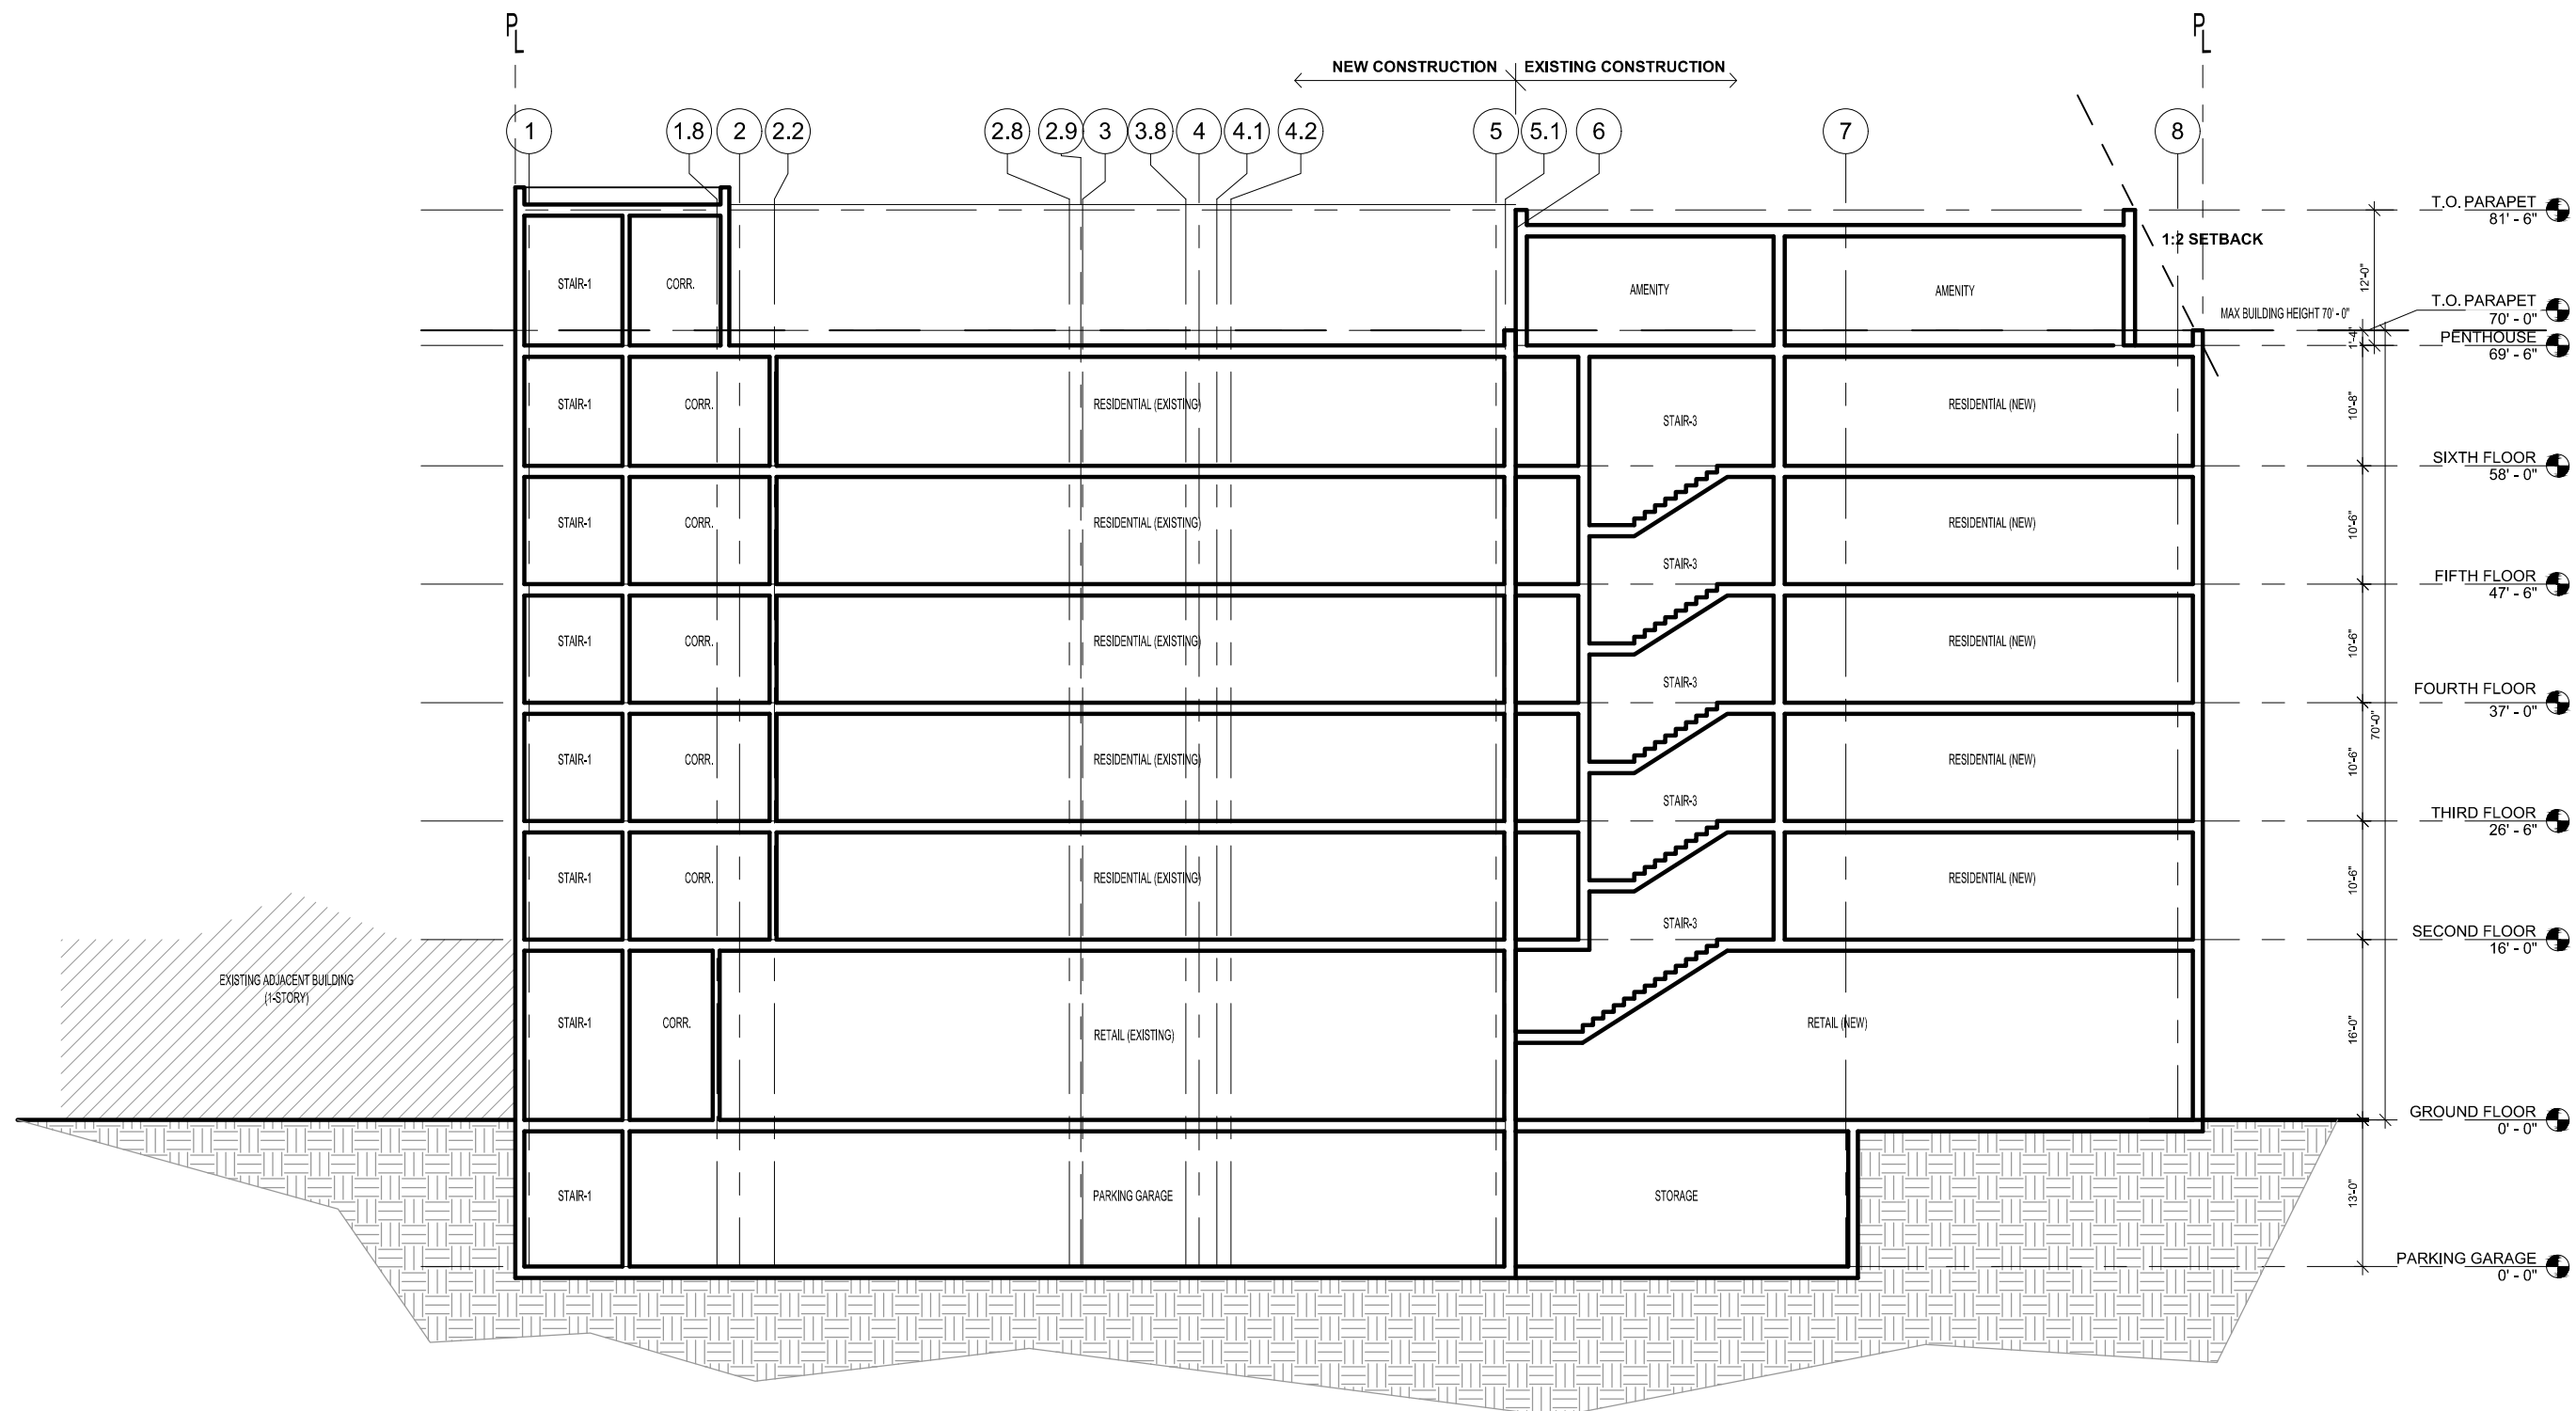 PL PL
NEW CONSTRUCTION EXISTING CONSTRUCTION
1 1.8 2 2.2 2.8 2.9 3 3.8 4 4.1 4.2 5 5.1 6 7 8
T.O. PARAPET
81' - 6"
1:2 SETBACK
12'-0"
STAIR-1 CORR. AMENITY AMENITY
T.O. PARAPET
MAX BUILDING HEIGHT 70' - 0"
70' - 0"
1'-4"
PENTHOUSE
69' - 6"
STAIR-1 CORR. RESIDENTIAL (EXISTING) STAIR-3 RESIDENTIAL (NEW) 10'-8"
SIXTH FLOOR
58' - 0"
STAIR-1 CORR. RESIDENTIAL (EXISTING) STAIR-3 RESIDENTIAL (NEW) 10'-6"
FIFTH FLOOR
47' - 6"
STAIR-1 CORR. RESIDENTIAL (EXISTING) STAIR-3 RESIDENTIAL (NEW) 10'-6"
FOURTH FLOOR
37' - 0"
70'-0"
STAIR-1 CORR. RESIDENTIAL (EXISTING) STAIR-3 RESIDENTIAL (NEW) 10'-6"
THIRD FLOOR
26' - 6"
STAIR-1 CORR. RESIDENTIAL (EXISTING) STAIR-3 RESIDENTIAL (NEW) 10'-6"
SECOND FLOOR
16' - 0"
EXISTING ADJACENT BUILDING
(1-STORY)
STAIR-1 CORR. RETAIL (EXISTING) RETAIL (NEW) 16'-0"
GROUND FLOOR
0' - 0"
STAIR-1 PARKING GARAGE STORAGE 13'-0"
PARKING GARAGE
0' - 0"